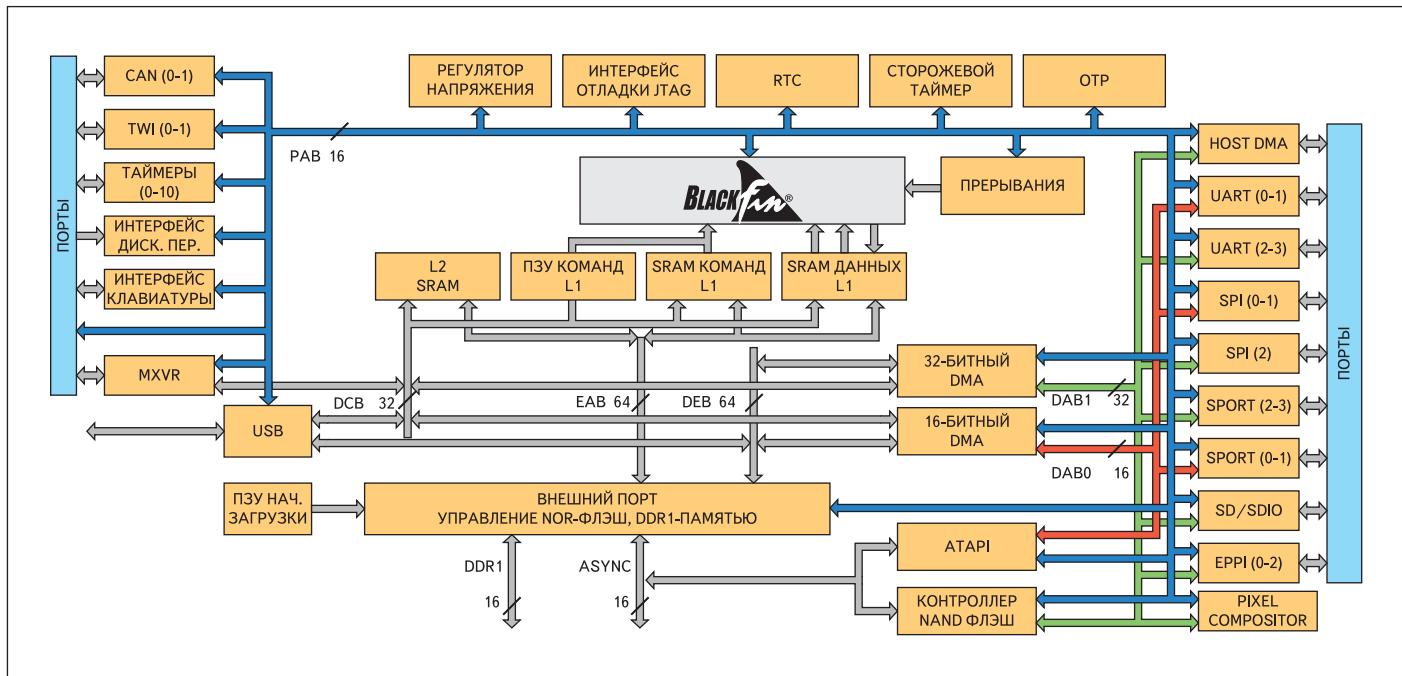 РЕГУЛЯТОР
НАПРЯЖЕНИЯ
ИНТЕРФЕЙС
ОТЛАДКИ JTAG
RTC
СТОРОЖЕВОЙ
ТАЙМЕР
OTP
ПОРТЫ
CAN (0-1)
TWI (0-1)
ТАЙМЕРЫ
(0-10)
ИНТЕРФЕЙС
ДИСК. ПЕР.
ИНТЕРФЕЙС
КЛАВИАТУРЫ
MXVR
USB
PAB 16
BLACKfin®
ПРЕРЫВАНИЯ
L2
SRAM
ПЗУ КОМАНД
L1
SRAM КОМАНД
L1
SRAM ДАННЫХ
L1
DCB 32
EAB 64
DEB 64
32-БИТНЫЙ
DMA
16-БИТНЫЙ
DMA
DAB1 32
DAB0 16
ПЗУ НАЧ.
ЗАГРУЗКИ
ВНЕШНИЙ ПОРТ
УПРАВЛЕНИЕ NOR-ФЛЭШ, DDR1-ПАМЯТЬЮ
DDR1
16
ASYNC
16
ATAPI
КОНТРОЛЛЕР
NAND ФЛЭШ
HOST DMA
UART (0-1)
UART (2-3)
SPI (0-1)
SPI (2)
SPORT (2-3)
SPORT (0-1)
SD/SDIO
EPPI (0-2)
PIXEL
COMPOSITOR
ПОРТЫ